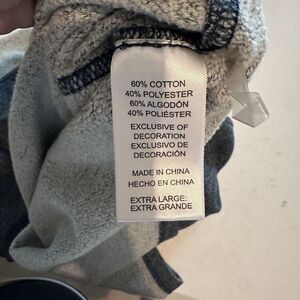 60% COTTON
40% POLYESTER
60% ALGODÓN
40% POLIÉSTER
EXCLUSIVE OF
DECORATION
EXCLUSIVO DE
DECORACIÓN
MADE IN CHINA
HECHO EN CHINA
EXTRA LARGE:
EXTRA GRANDE